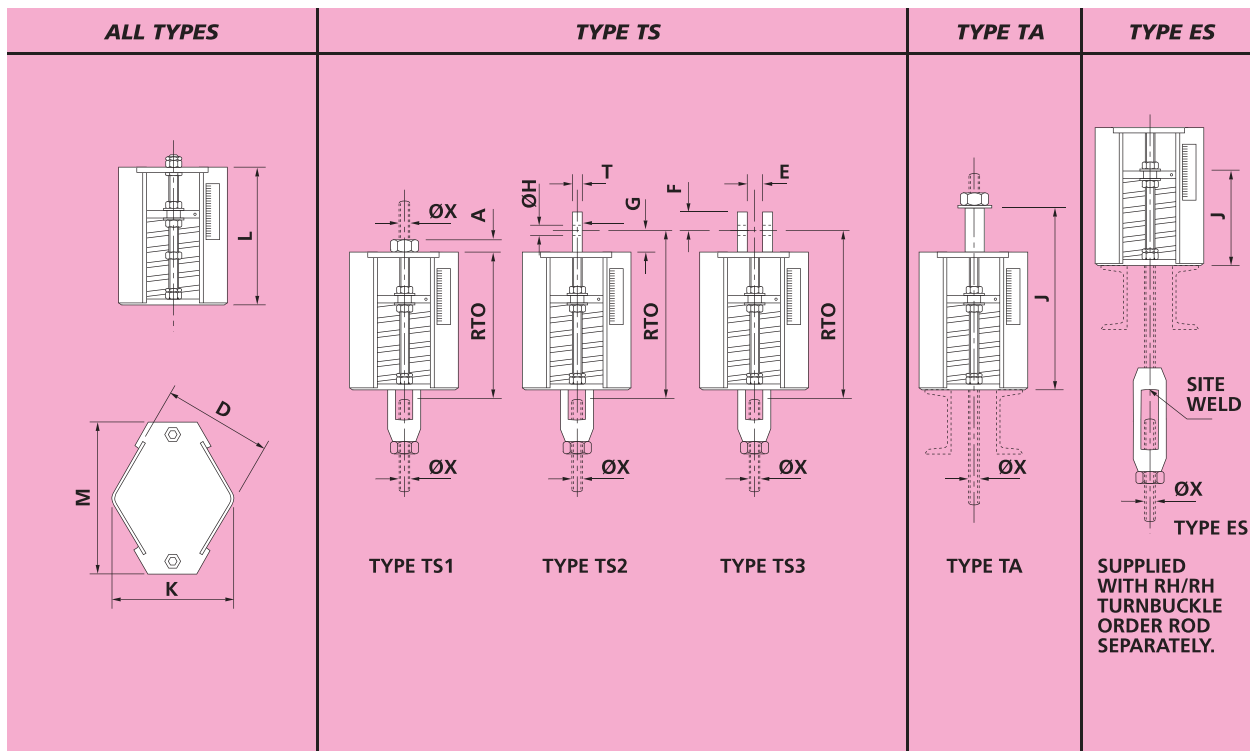 ALL TYPES
TYPE TS
TYPE TA
TYPE ES
L
D
M
K
ØX
A
RTO
ØX
TYPE TS1
ØH
T
G
RTO
ØX
TYPE TS2
F
E
RTO
ØX
TYPE TS3
J
ØX
TYPE TA
J
SITE
WELD
ØX
TYPE ES
SUPPLIED
WITH RH/RH
TURNBUCKLE
ORDER ROD
SEPARATELY.